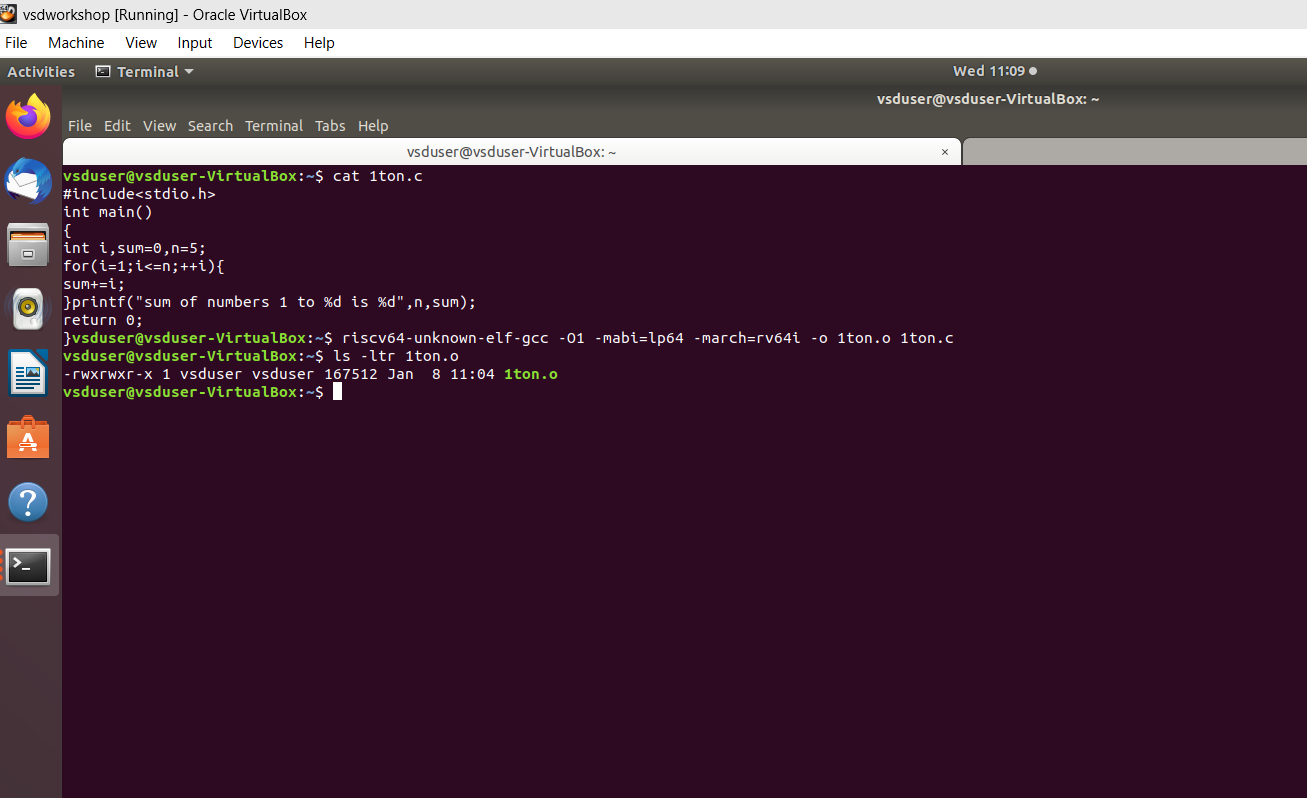 vsdworkshop [Running] - Oracle VirtualBox
File Machine View Input Devices Help
Activities Terminal Wed 11:09
vsduser@vsduser-VirtualBox: ~
File Edit View Search Terminal Tabs Help
vsduser@vsduser-VirtualBox: ~ ×
vsduser@vsduser-VirtualBox:~$ cat 1ton.c
#include<stdio.h>
int main()
{
int i,sum=0,n=5;
for(i=1;i<=n;++i){
sum+=i;
}printf("sum of numbers 1 to %d is %d",n,sum);
return 0;
}vsduser@vsduser-VirtualBox:~$ riscv64-unknown-elf-gcc -O1 -mabi=lp64 -march=rv64i -o 1ton.o 1ton.c
vsduser@vsduser-VirtualBox:~$ ls -ltr 1ton.o
-rwxrwxr-x 1 vsduser vsduser 167512 Jan  8 11:04 1ton.o
vsduser@vsduser-VirtualBox:~$